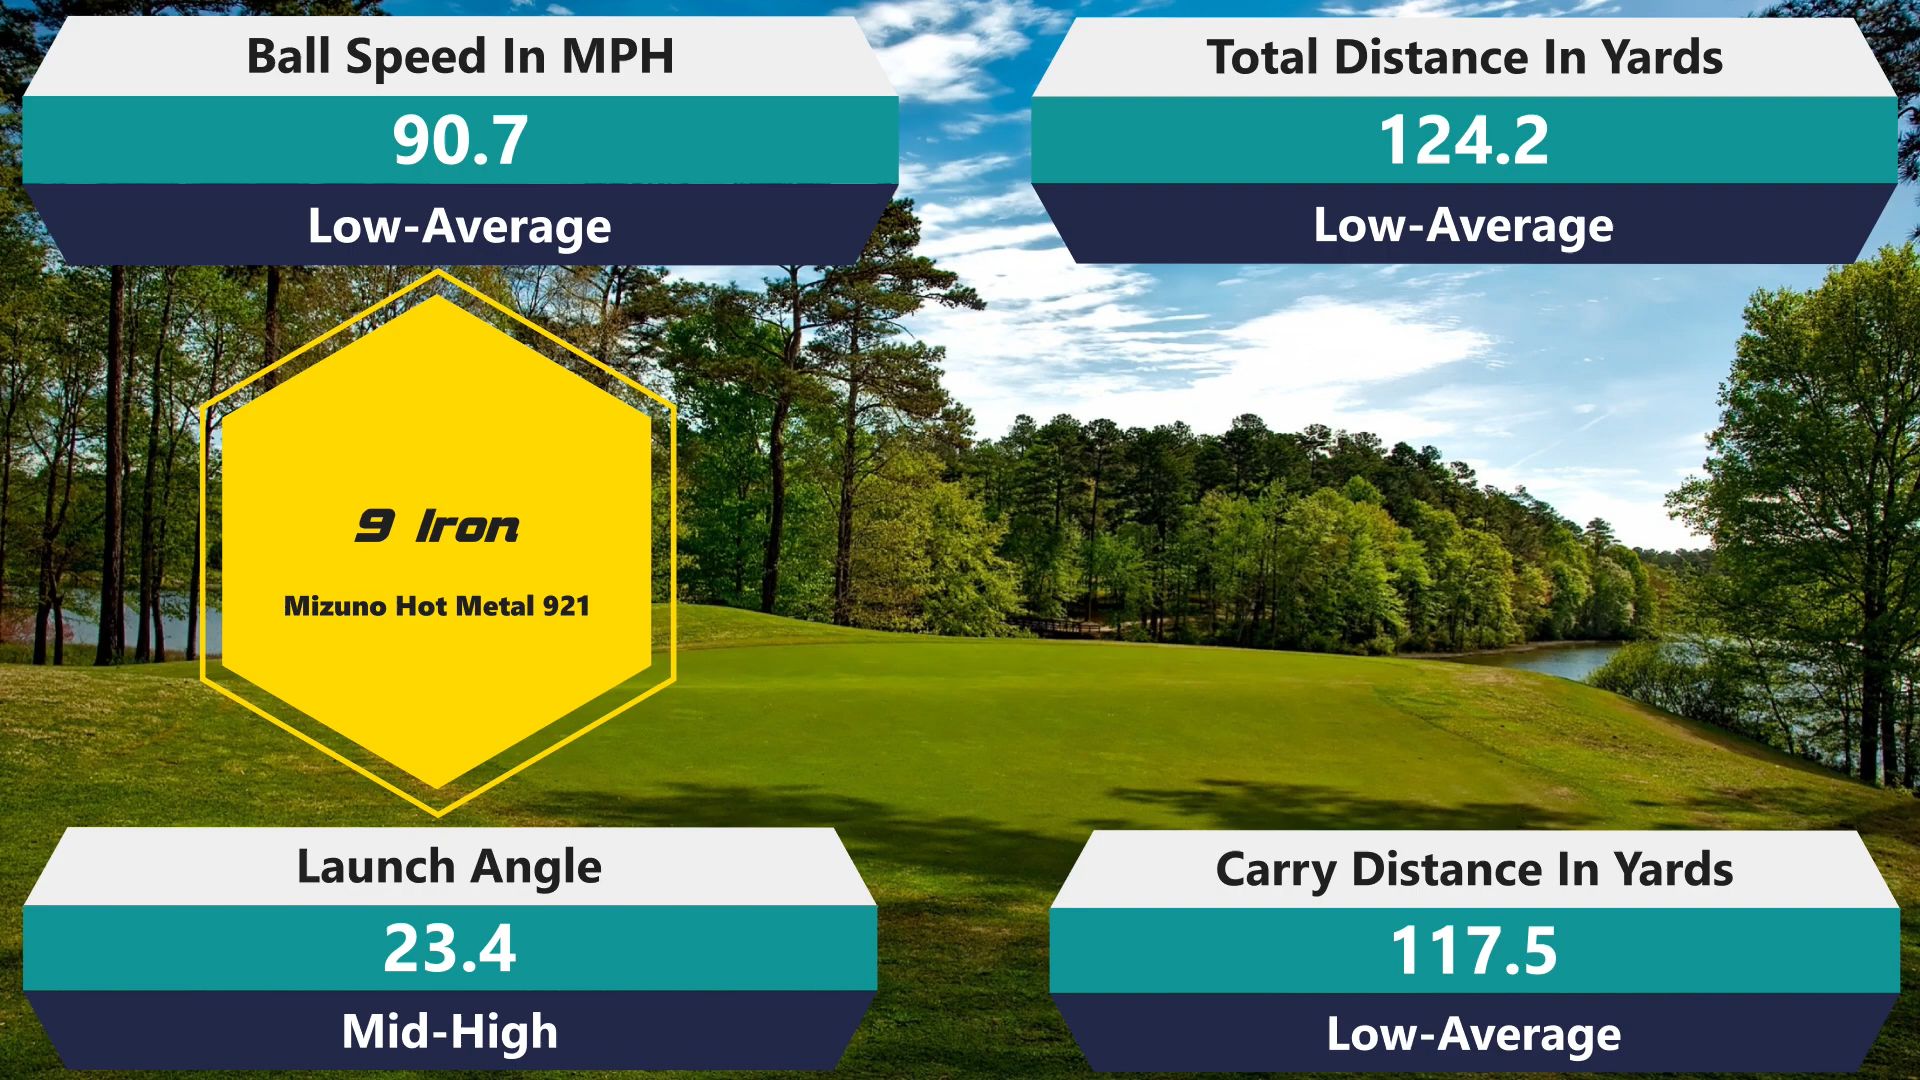 Ball Speed In MPH
90.7
Low-Average
Total Distance In Yards
124.2
Low-Average
9 Iron
Mizuno Hot Metal 921
Launch Angle
23.4
Mid-High
Carry Distance In Yards
117.5
Low-Average